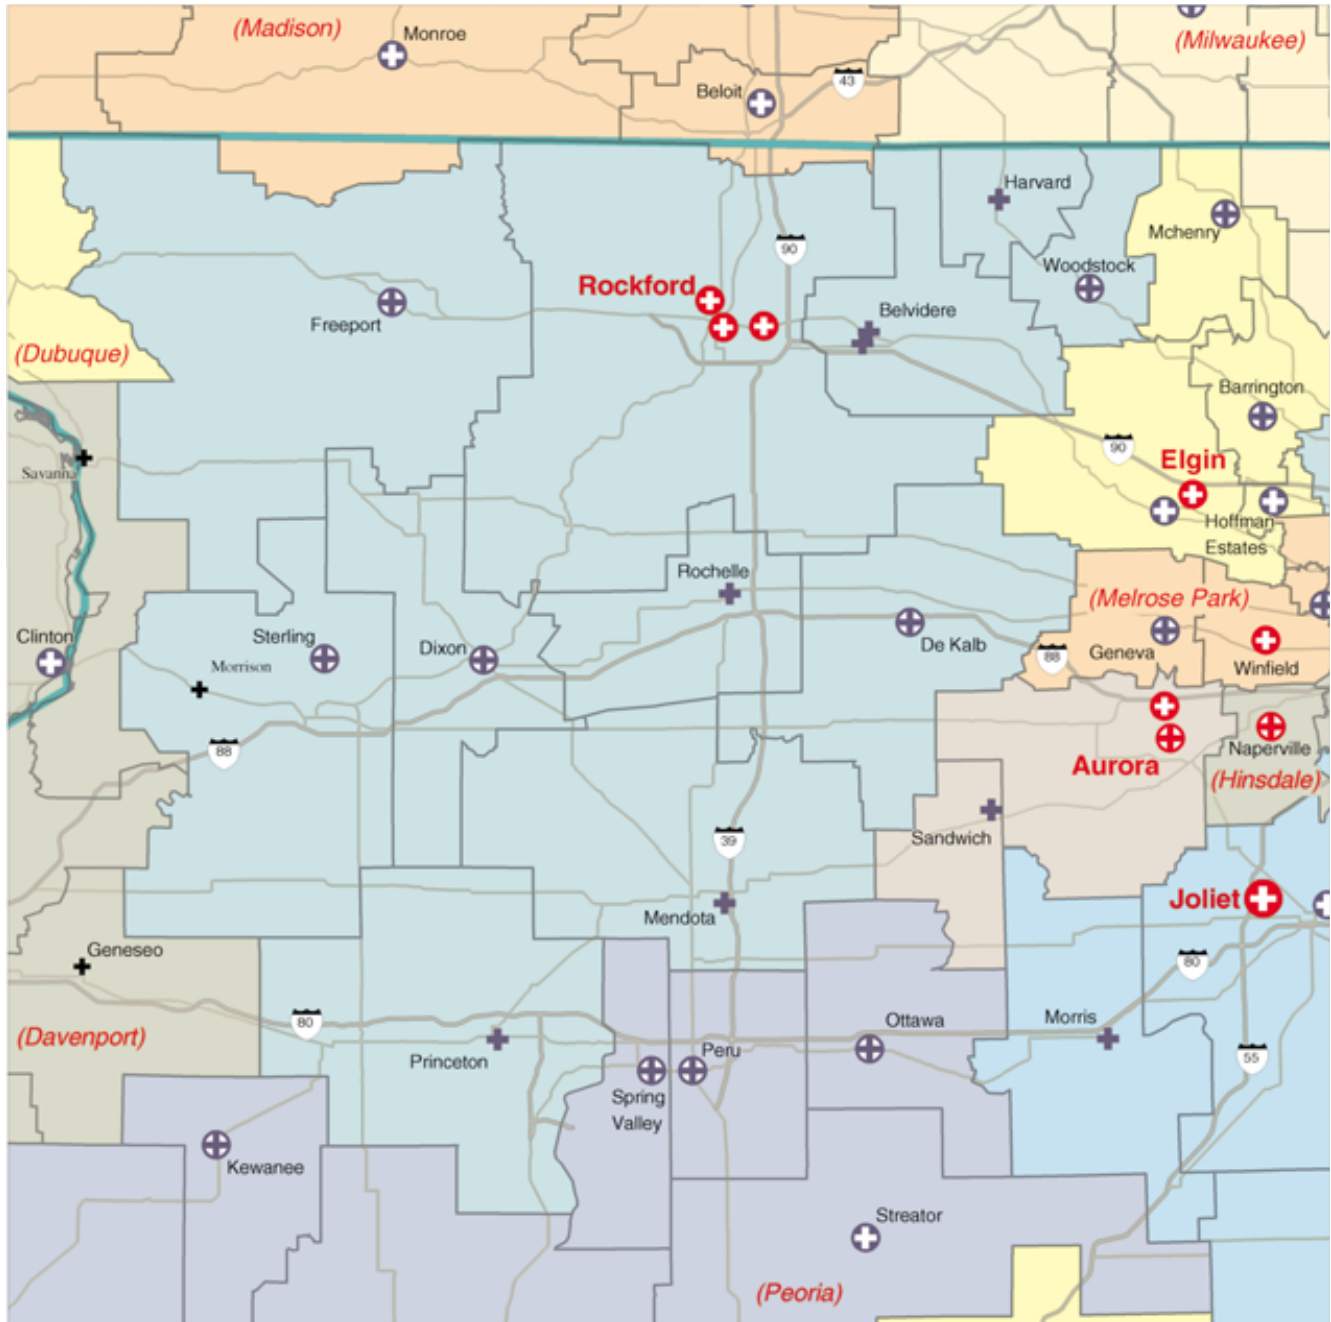 (Madison)
Monroe
(Milwaukee)
Beloit
43
Harvard
Mchenry
90
Woodstock
Rockford
Belvidere
Freeport
(Dubuque)
Barrington
90
Elgin
Savanna
Hoffman
Estates
Rochelle
(Melrose Park)
Clinton
Sterling
Dixon
De Kalb
Geneva
88
Winfield
Morrison
88
Naperville
Aurora
(Hinsdale)
39
Sandwich
Joliet
Mendota
Geneseo
80
80
Ottawa
Morris
(Davenport)
Princeton
Peru
55
Spring
Valley
Kewanee
Streator
(Peoria)